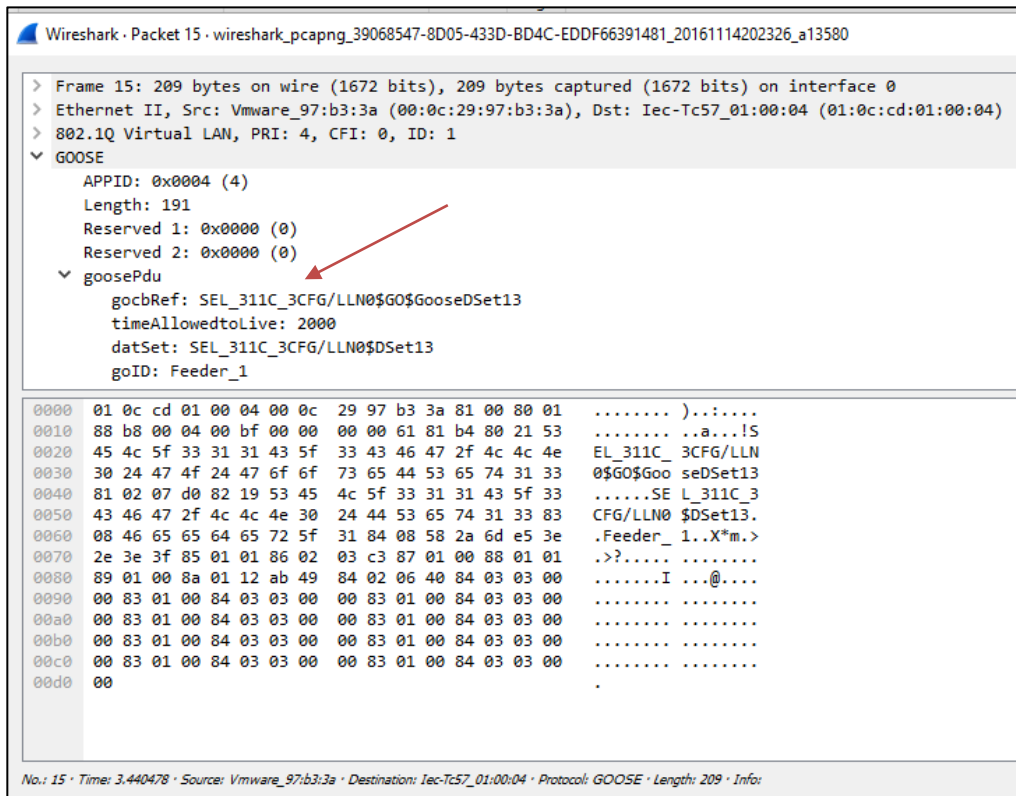 Wireshark · Packet 15 · wireshark_pcapng_39068547-8D05-433D-BD4C-EDDF66391481_20161114202326_a13580
> Frame 15: 209 bytes on wire (1672 bits), 209 bytes captured (1672 bits) on interface 0
> Ethernet II, Src: Vmware_97:b3:3a (00:0c:29:97:b3:3a), Dst: Iec-Tc57_01:00:04 (01:0c:cd:01:00:04)
> 802.1Q Virtual LAN, PRI: 4, CFI: 0, ID: 1
GOOSE
APPID: 0x0004 (4)
Length: 191
Reserved 1: 0x0000 (0)
Reserved 2: 0x0000 (0)
goosePdu
gocbRef: SEL_311C_3CFG/LLN0$GO$GooseDSet13
timeAllowedtoLive: 2000
datSet: SEL_311C_3CFG/LLN0$DSet13
goID: Feeder_1
0000 01 0c cd 01 00 04 00 0c 29 97 b3 3a 81 00 80 01 ........ )..:....
0010 88 b8 00 04 00 bf 00 00 00 00 61 81 b4 80 21 53 ........ ..a...!S
0020 45 4c 5f 33 31 31 43 5f 33 43 46 47 2f 4c 4c 4e EL_311C_ 3CFG/LLN
0030 30 24 47 4f 24 47 6f 6f 73 65 44 53 65 74 31 33 0$GO$Goo seDSet13
0040 81 02 07 d0 82 19 53 45 4c 5f 33 31 31 43 5f 33 ......SE L_311C_3
0050 43 46 47 2f 4c 4c 4e 30 24 44 53 65 74 31 33 83 CFG/LLN0 $DSet13.
0060 08 46 65 65 64 65 72 5f 31 84 08 58 2a 6d e5 3e .Feeder_ 1..X*m.>
0070 2e 3e 3f 85 01 01 86 02 03 c3 87 01 00 88 01 01 .>?..... ........
0080 89 01 00 8a 01 12 ab 49 84 02 06 40 84 03 03 00 .......I ...@....
0090 00 83 01 00 84 03 03 00 00 83 01 00 84 03 03 00 ........ ........
00a0 00 83 01 00 84 03 03 00 00 83 01 00 84 03 03 00 ........ ........
00b0 00 83 01 00 84 03 03 00 00 83 01 00 84 03 03 00 ........ ........
00c0 00 83 01 00 84 03 03 00 00 83 01 00 84 03 03 00 ........ ........
00d0 00 .
No.: 15 · Time: 3.440478 · Source: Vmware_97:b3:3a · Destination: Iec-Tc57_01:00:04 · Protocol: GOOSE · Length: 209 · Info: